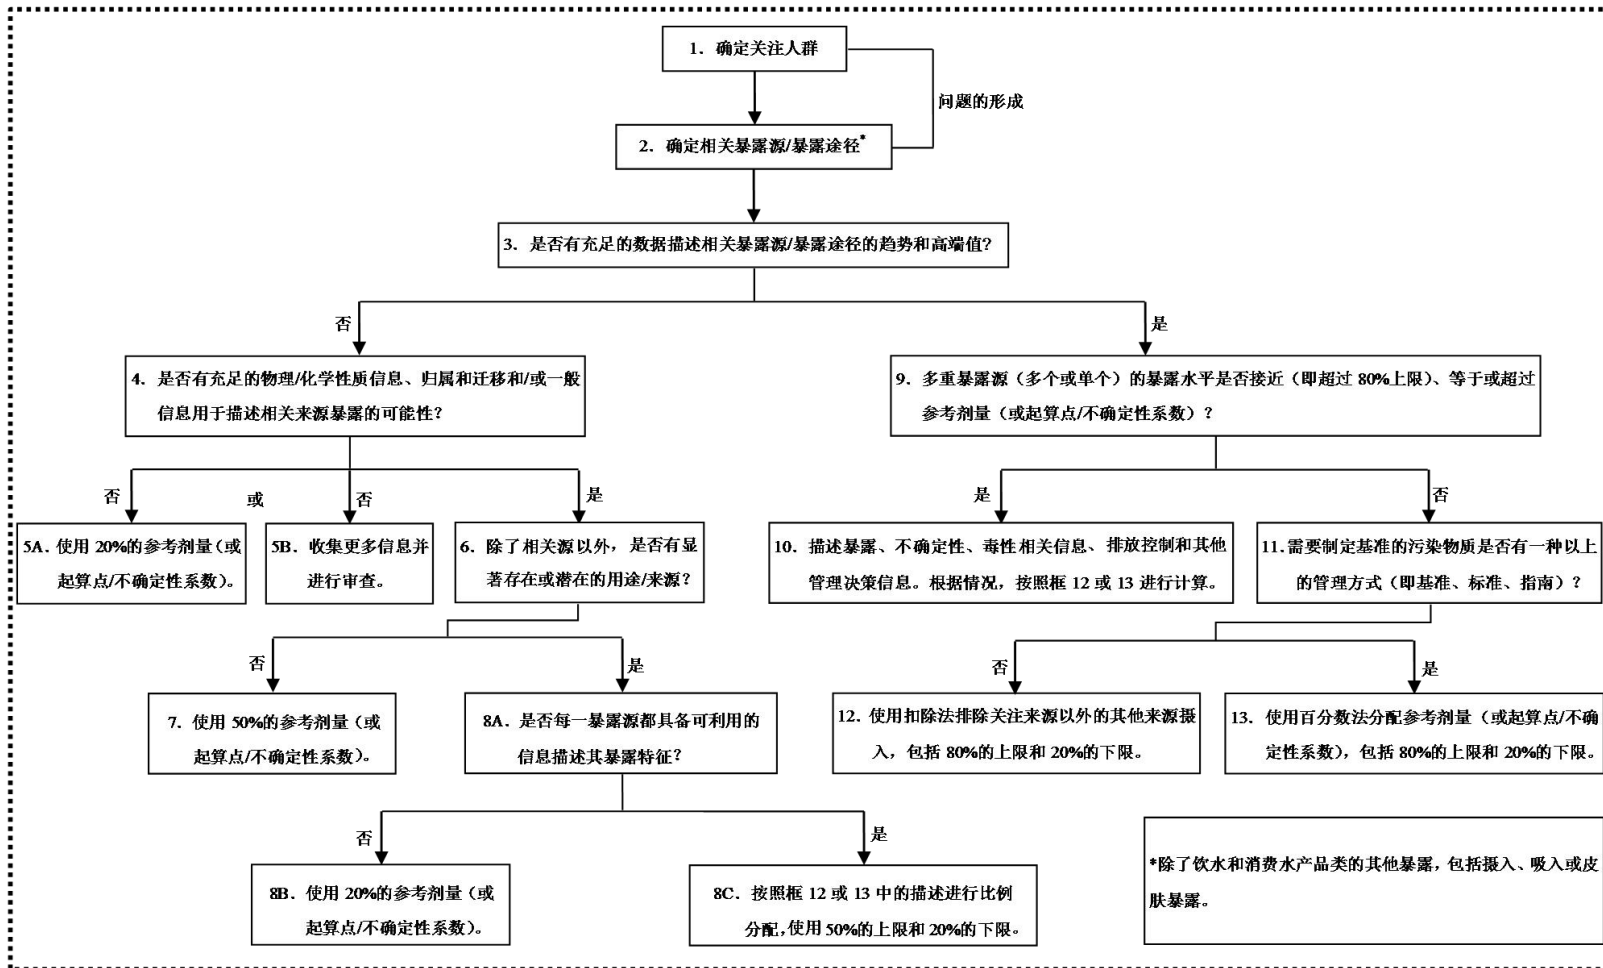 1．确定关注人群
问题的形成
2．确定相关暴露源/暴露途径*
3．是否有充足的数据描述相关暴露源/暴露途径的趋势和高端值？
否
是
4．是否有充足的物理/化学性质信息、归属和迁移和/或一般
信息用于描述相关来源暴露的可能性？
9．多重暴露源（多个或单个）的暴露水平是否接近（即超过 80%上限）、等于或超过
参考剂量（或起算点/不确定性系数）？
否
或
否
是
是
否
5A．使用 20%的参考剂量（或
起算点/不确定性系数）。
5B．收集更多信息并
进行审查。
6．除了相关源以外，是否有显
著存在或潜在的用途/来源？
10．描述暴露、不确定性、毒性相关信息、排放控制和其他
管理决策信息。根据情况，按照框 12 或 13 进行计算。
11.需要制定基准的污染物质是否有一种以上
的管理方式（即基准、标准、指南）？
否
是
否
是
7．使用 50%的参考剂量（或
起算点/不确定性系数）。
8A．是否每一暴露源都具备可利用的
信息描述其暴露特征？
12．使用扣除法排除关注来源以外的其他来源摄
入，包括 80%的上限和 20%的下限。
13．使用百分数法分配参考剂量（或起算点/不确
定性系数），包括 80%的上限和 20%的下限。
否
是
8B．使用 20%的参考剂量（或
起算点/不确定性系数）。
8C．按照框 12 或 13 中的描述进行比例
分配，使用 50%的上限和 20%的下限。
*除了饮水和消费水产品类的其他暴露，包括摄入、吸入或皮
肤暴露。